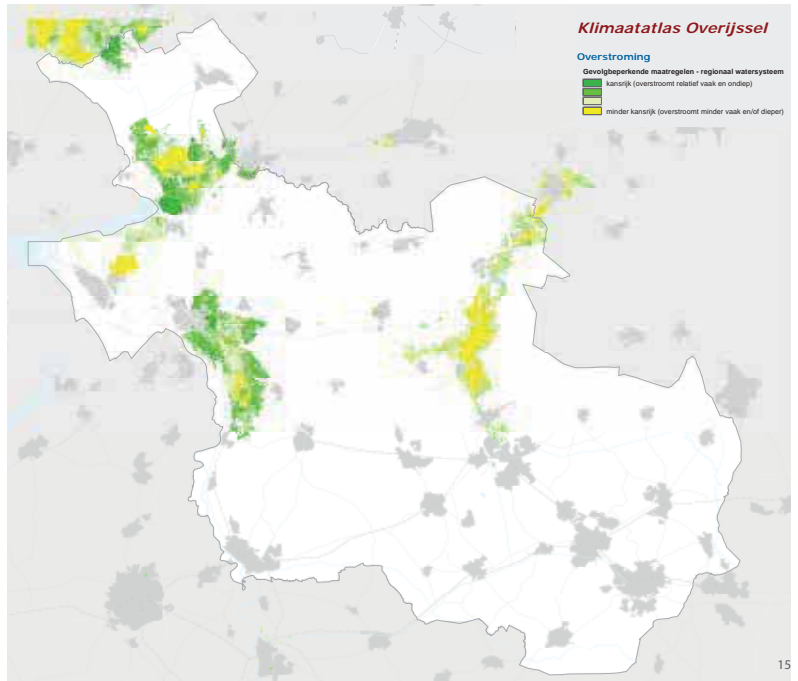 Klimaatatlas Overijssel
Overstroming
Gevolgbeperkende maatregelen - regionaal watersysteem
kansrijk (overstroomt relatief vaak en ondiep)
minder kansrijk (overstroomt minder vaak en/of dieper)
15